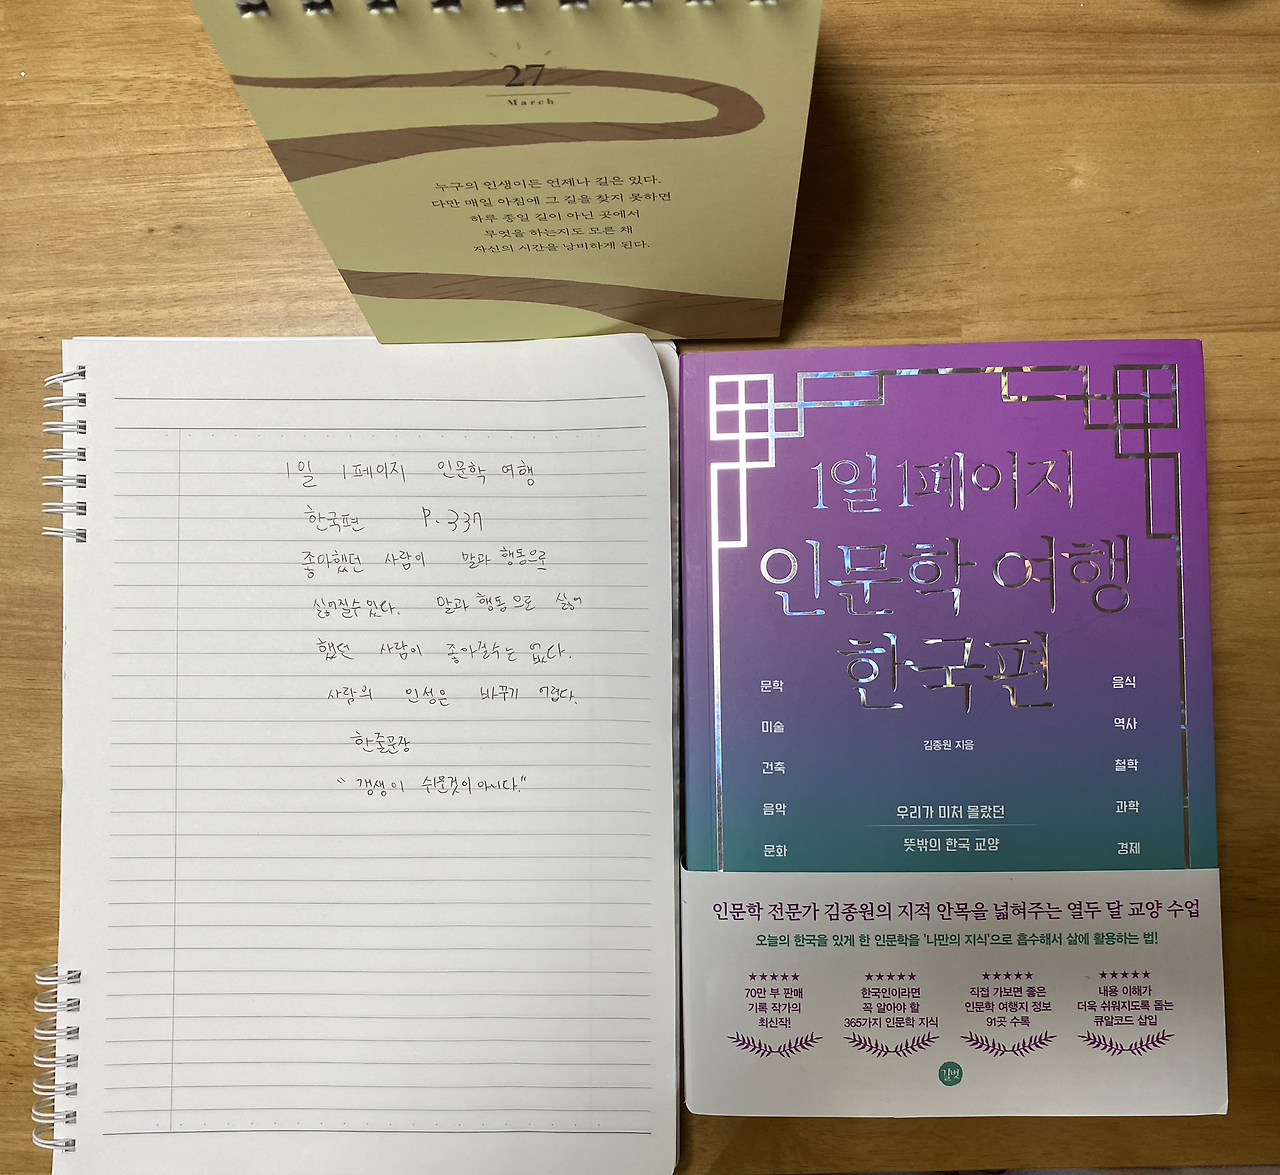 27
March
누구의 인생이든 언제나 길은 있다.
다만 매일 아침에 그 길을 찾지 못하면
하루 종일 길이 아닌 곳에서
무엇을 하는지도 모른 채
자신의 시간을 낭비하게 된다.
1일 1페이지 인문학 여행
한국편 P. 337
좋아했던 사람이 말과 행동으로
싫어질수있다. 말과 행동으로 싫어
했던 사람이 좋아질수는 없다.
사람의 인성은 바꾸기 어렵다.
한줄문장
" 갱생이 쉬운것이 아니다."
1일 1페이지
인문학 여행
한국편
문학
미술
건축
음악
문화
음식
역사
철학
과학
경제
김종원 지음
우리가 미처 몰랐던
뜻밖의 한국 교양
인문학 전문가 김종원의 지적 안목을 넓혀주는 열두 달 교양 수업
오늘의 한국을 있게 한 인문학을 '나만의 지식'으로 흡수해서 삶에 활용하는 법!
★★★★★
70만 부 판매
기록 작가의
최신작!
★★★★★
한국인이라면
꼭 알아야 할
365가지 인문학 지식
★★★★★
직접 가보면 좋은
인문학 여행지 정보
91곳 수록
★★★★★
내용 이해가
더욱 쉬워지도록 돕는
큐알코드 삽입
길벗